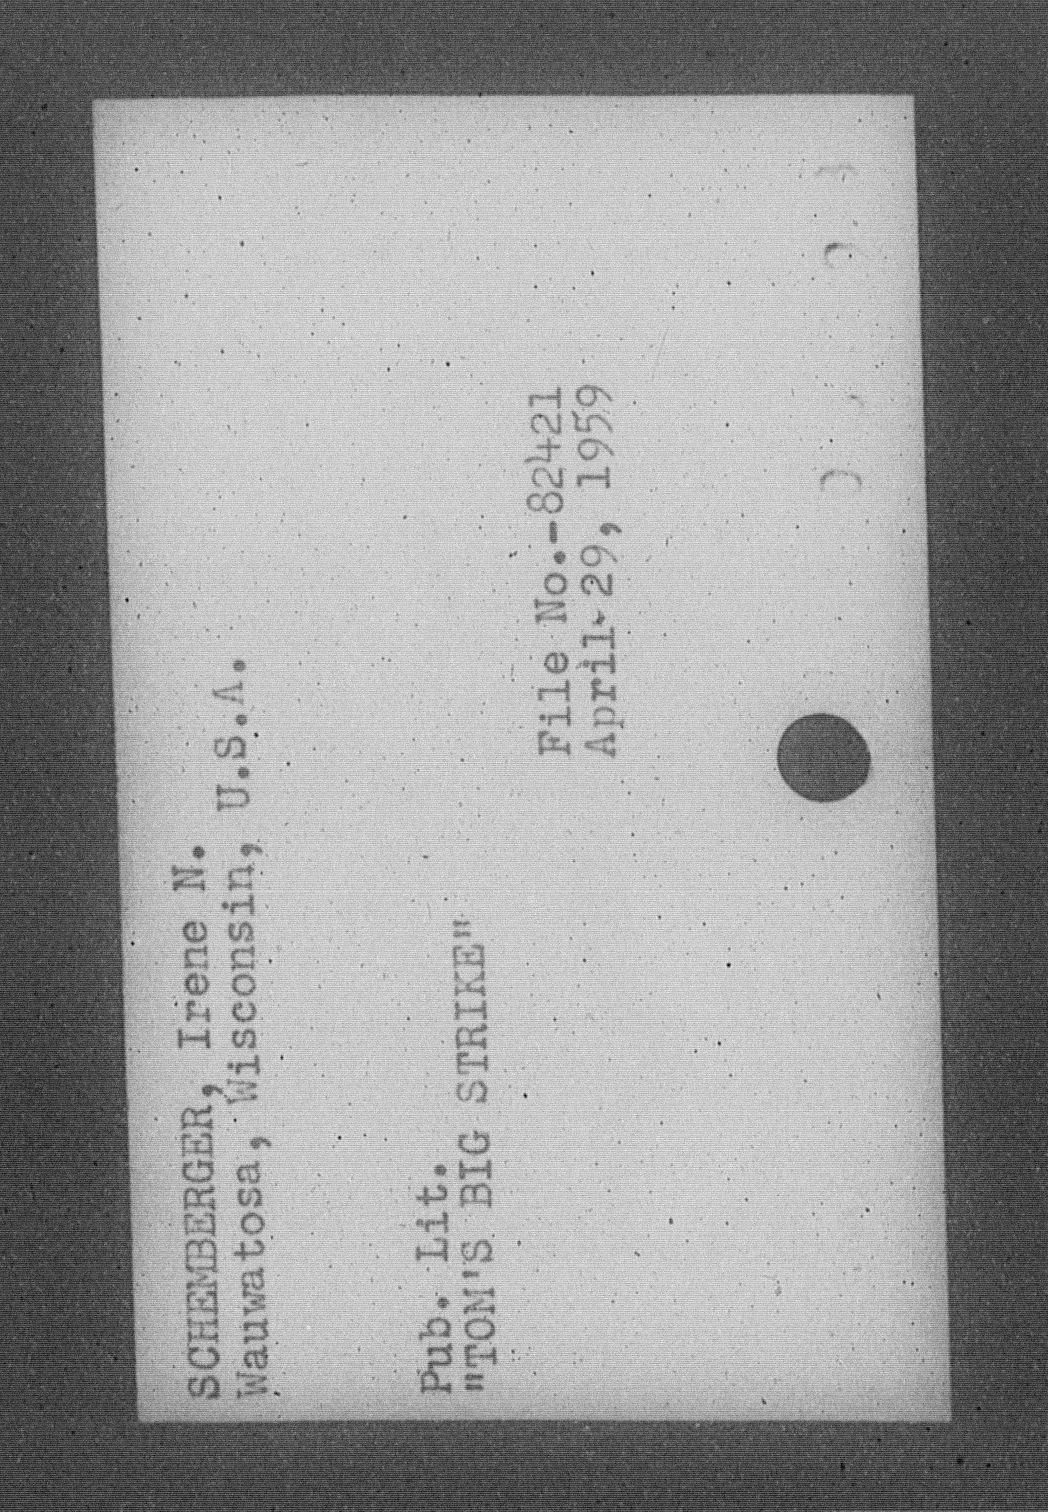 SCHEMBERGER, Irene N.
Wauwatosa, Wisconsin, U.S.A.
Pub. Lit.
"TOM'S BIG STRIKE"
File No.-82421
April 29, 1959